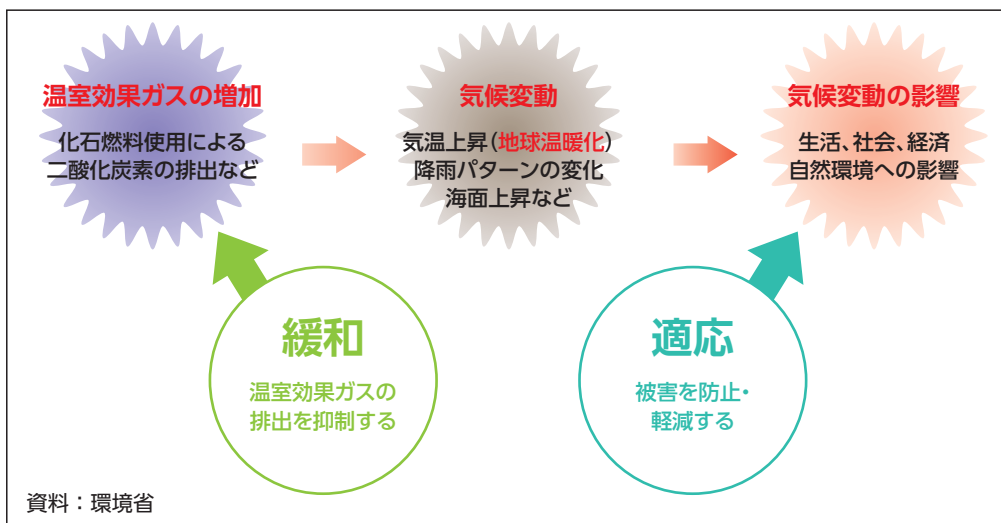 温室効果ガスの増加
化石燃料使用による
二酸化炭素の排出など
気候変動
気温上昇(地球温暖化)
降雨パターンの変化
海面上昇など
気候変動の影響
生活、社会、経済
自然環境への影響
緩和
温室効果ガスの
排出を抑制する
適応
被害を防止・
軽減する
資料：環境省